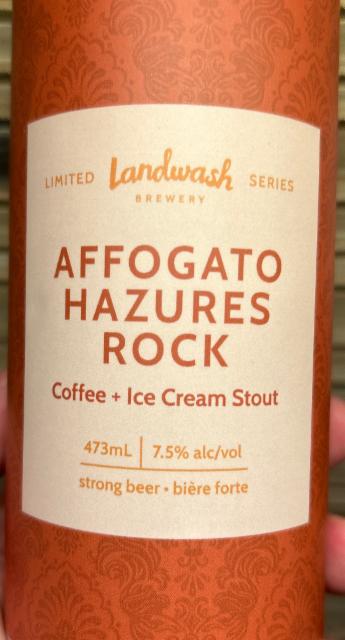 LIMITED Landwash SERIES
BREWERY
AFFOGATO
HAZURES
ROCK
Coffee + Ice Cream Stout
473mL | 7.5% alc/vol
strong beer • bière forte